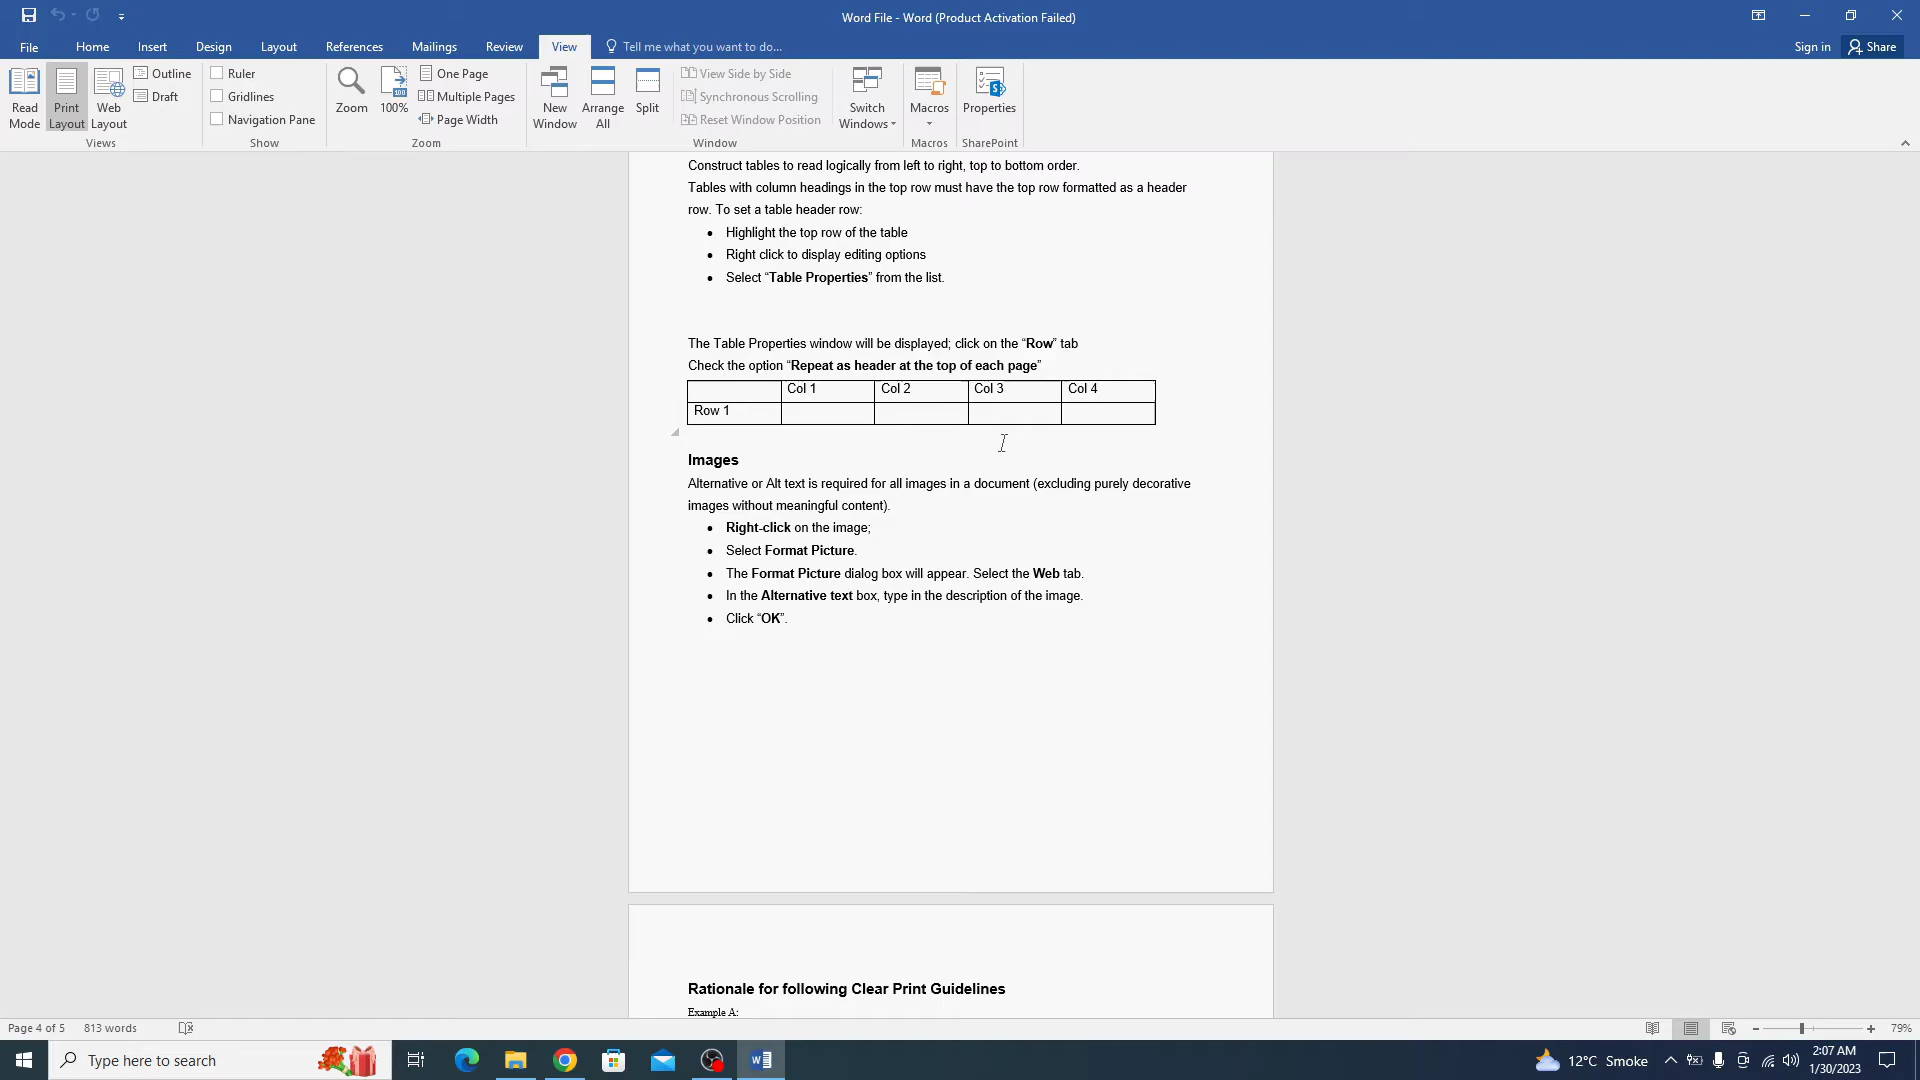 Word File - Word (Product Activation Failed)
File Home Insert Design Layout References Mailings Review View Tell me what you want to do... Sign in Share
Read Mode
Print Layout
Web Layout
Outline
Draft
Views
Ruler
Gridlines
Navigation Pane
Show
Zoom
100
100%
One Page
Multiple Pages
Page Width
Zoom
New Window
Arrange All
Split
View Side by Side
Synchronous Scrolling
Reset Window Position
Window
Switch Windows
Macros
Macros
Properties
SharePoint
Construct tables to read logically from left to right, top to bottom order.
Tables with column headings in the top row must have the top row formatted as a header
row. To set a table header row:
• Highlight the top row of the table
• Right click to display editing options
• Select “Table Properties” from the list.
The Table Properties window will be displayed; click on the “Row” tab
Check the option “Repeat as header at the top of each page”
Col 1 Col 2 Col 3 Col 4
Row 1
Images
Alternative or Alt text is required for all images in a document (excluding purely decorative
images without meaningful content).
• Right-click on the image;
• Select Format Picture.
• The Format Picture dialog box will appear. Select the Web tab.
• In the Alternative text box, type in the description of the image.
• Click “OK”.
Rationale for following Clear Print Guidelines
Example A:
Page 4 of 5 813 words 79%
Type here to search
12°C Smoke
2:07 AM
1/30/2023